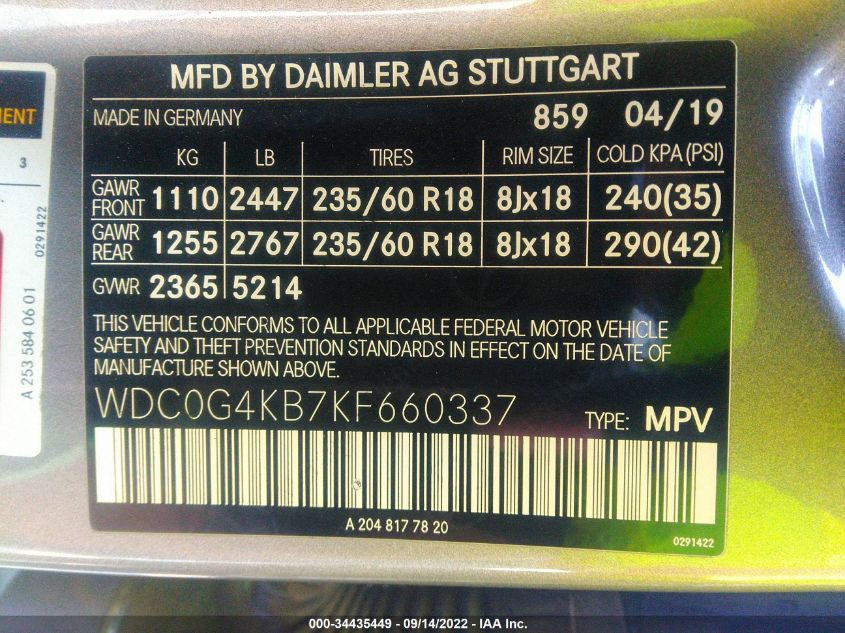 MENT
3
0291422
A 253 584 06 01
MFD BY DAIMLER AG STUTTGART
MADE IN GERMANY 859 04/19
KG LB TIRES RIM SIZE COLD KPA (PSI)
GAWR FRONT 1110 2447 235/60 R18 8Jx18 240(35)
GAWR REAR 1255 2767 235/60 R18 8Jx18 290(42)
GVWR 2365 5214
THIS VEHICLE CONFORMS TO ALL APPLICABLE FEDERAL MOTOR VEHICLE
SAFETY AND THEFT PREVENTION STANDARDS IN EFFECT ON THE DATE OF
MANUFACTURE SHOWN ABOVE.
WDC0G4KB7KF660337 TYPE: MPV
A 204 817 78 20
0291422
000-34435449 - 09/14/2022 - IAA Inc.